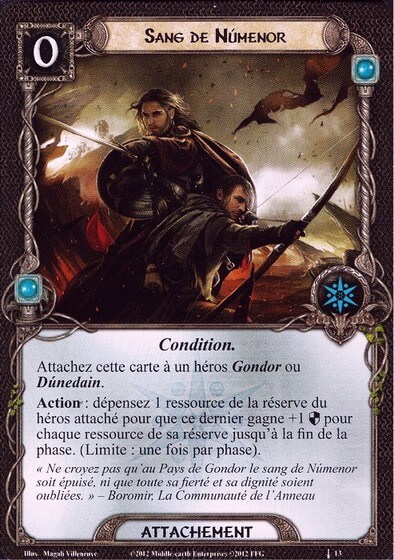 0
SANG DE NÚMENOR
Condition.
Attachez cette carte à un héros Gondor ou
Dúnedain.
Action : dépensez 1 ressource de la réserve du
héros attaché pour que ce dernier gagne +1 pour
chaque ressource de sa réserve jusqu'à la fin de la
phase. (Limite : une fois par phase).
« Ne croyez pas qu'au Pays de Gondor le sang de Númenor
soit épuisé, ni que toute sa fierté et sa dignité soient
oubliées. » – Boromir, La Communauté de l'Anneau
ATTACHEMENT
Illus. Magali Villeneuve ©2012 Middle-earth Enterprises ©2012 FFG 13